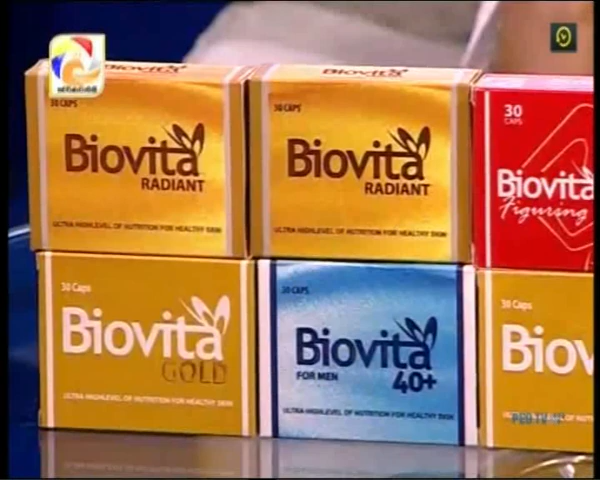 Biovita
Biovita
30 CAPS
Biovita
RADIANT
ULTRA HIGHLEVEL OF NUTRITION FOR HEALTHY SKIN
30 CAPS
Biovita
RADIANT
ULTRA HIGHLEVEL OF NUTRITION FOR HEALTHY SKIN
30
CAPS
Biovita
Figuring
30 Caps
Biovita
GOLD
ULTRA HIGHLEVEL OF NUTRITION FOR HEALTHY SKIN
30 CAPS
Biovita
FOR MEN
40+
ULTRA HIGHLEVEL OF NUTRITION FOR HEALTHY SKIN
30 Caps
Biov